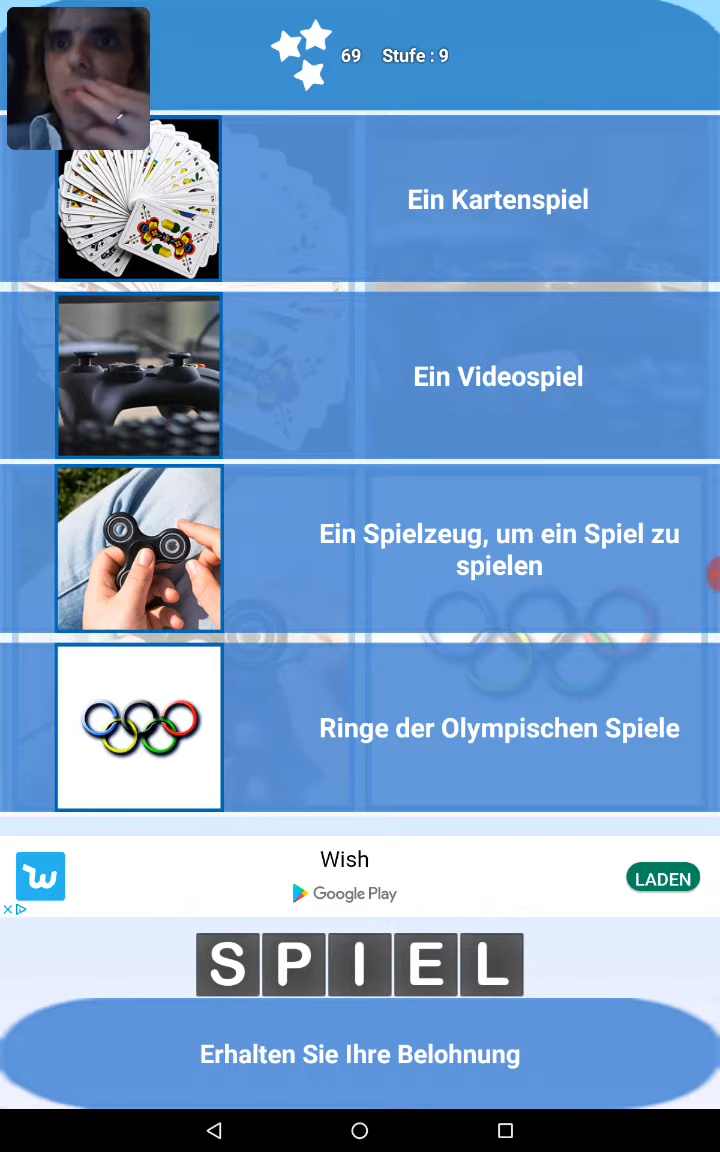 69 Stufe : 9
Ein Kartenspiel
Ein Videospiel
Ein Spielzeug, um ein Spiel zu
spielen
Ringe der Olympischen Spiele
Wish
Google Play
LADEN
SPIEL
Erhalten Sie Ihre Belohnung